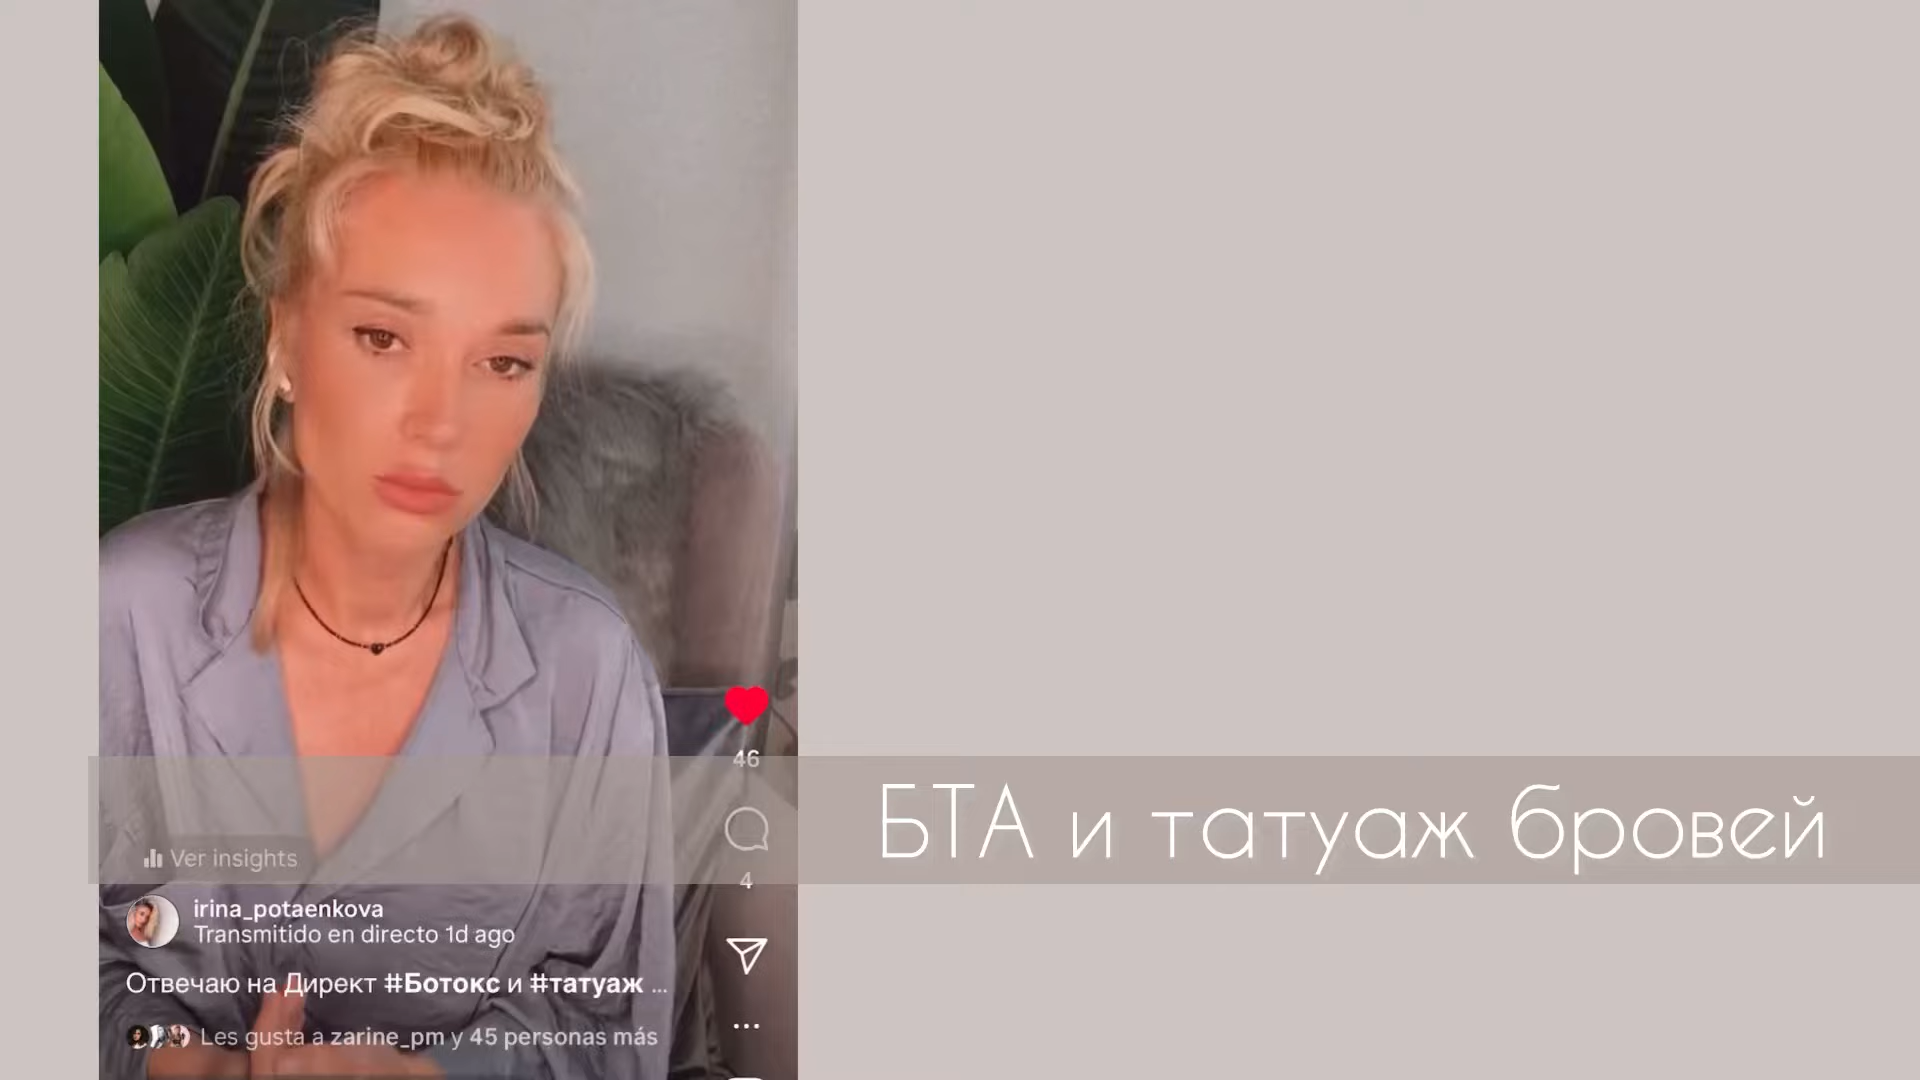 46
БТА и татуаж бровей
Ver insights
4
irina_potaenkova
Transmitido en directo 1d ago
Отвечаю на Директ #Ботокс и #татуаж ...
Les gusta a zarine_pm y 45 personas más